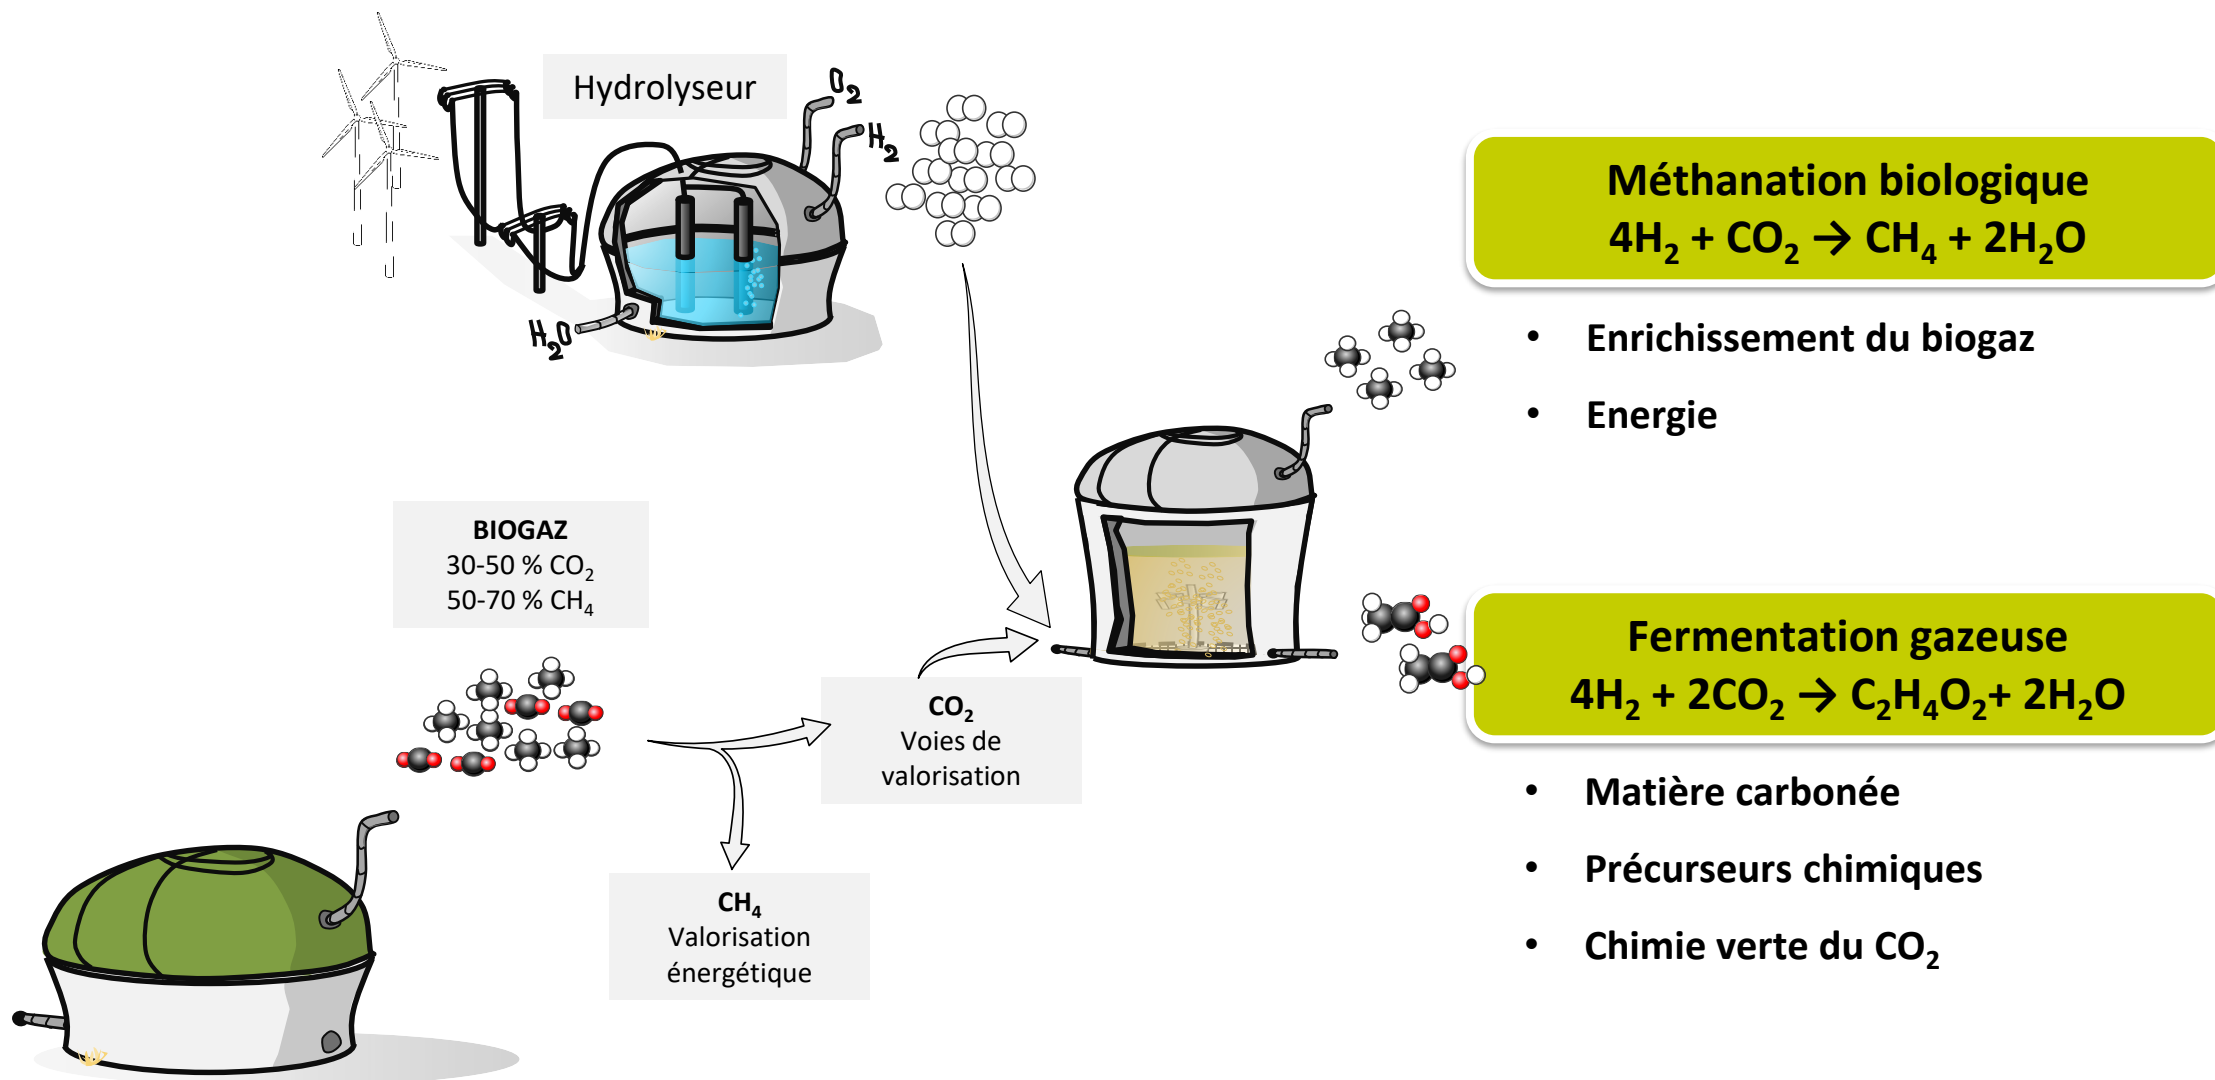 Hydrolyseur
O₂
H₂
H₂O
BIOGAZ
30-50 % CO₂
50-70 % CH₄
CO₂
Voies de
valorisation
CH₄
Valorisation
énergétique
Méthanation biologique
4H₂ + CO₂ → CH₄ + 2H₂O
• Enrichissement du biogaz
• Energie
Fermentation gazeuse
4H₂ + 2CO₂ → C₂H₄O₂+ 2H₂O
• Matière carbonée
• Précurseurs chimiques
• Chimie verte du CO₂